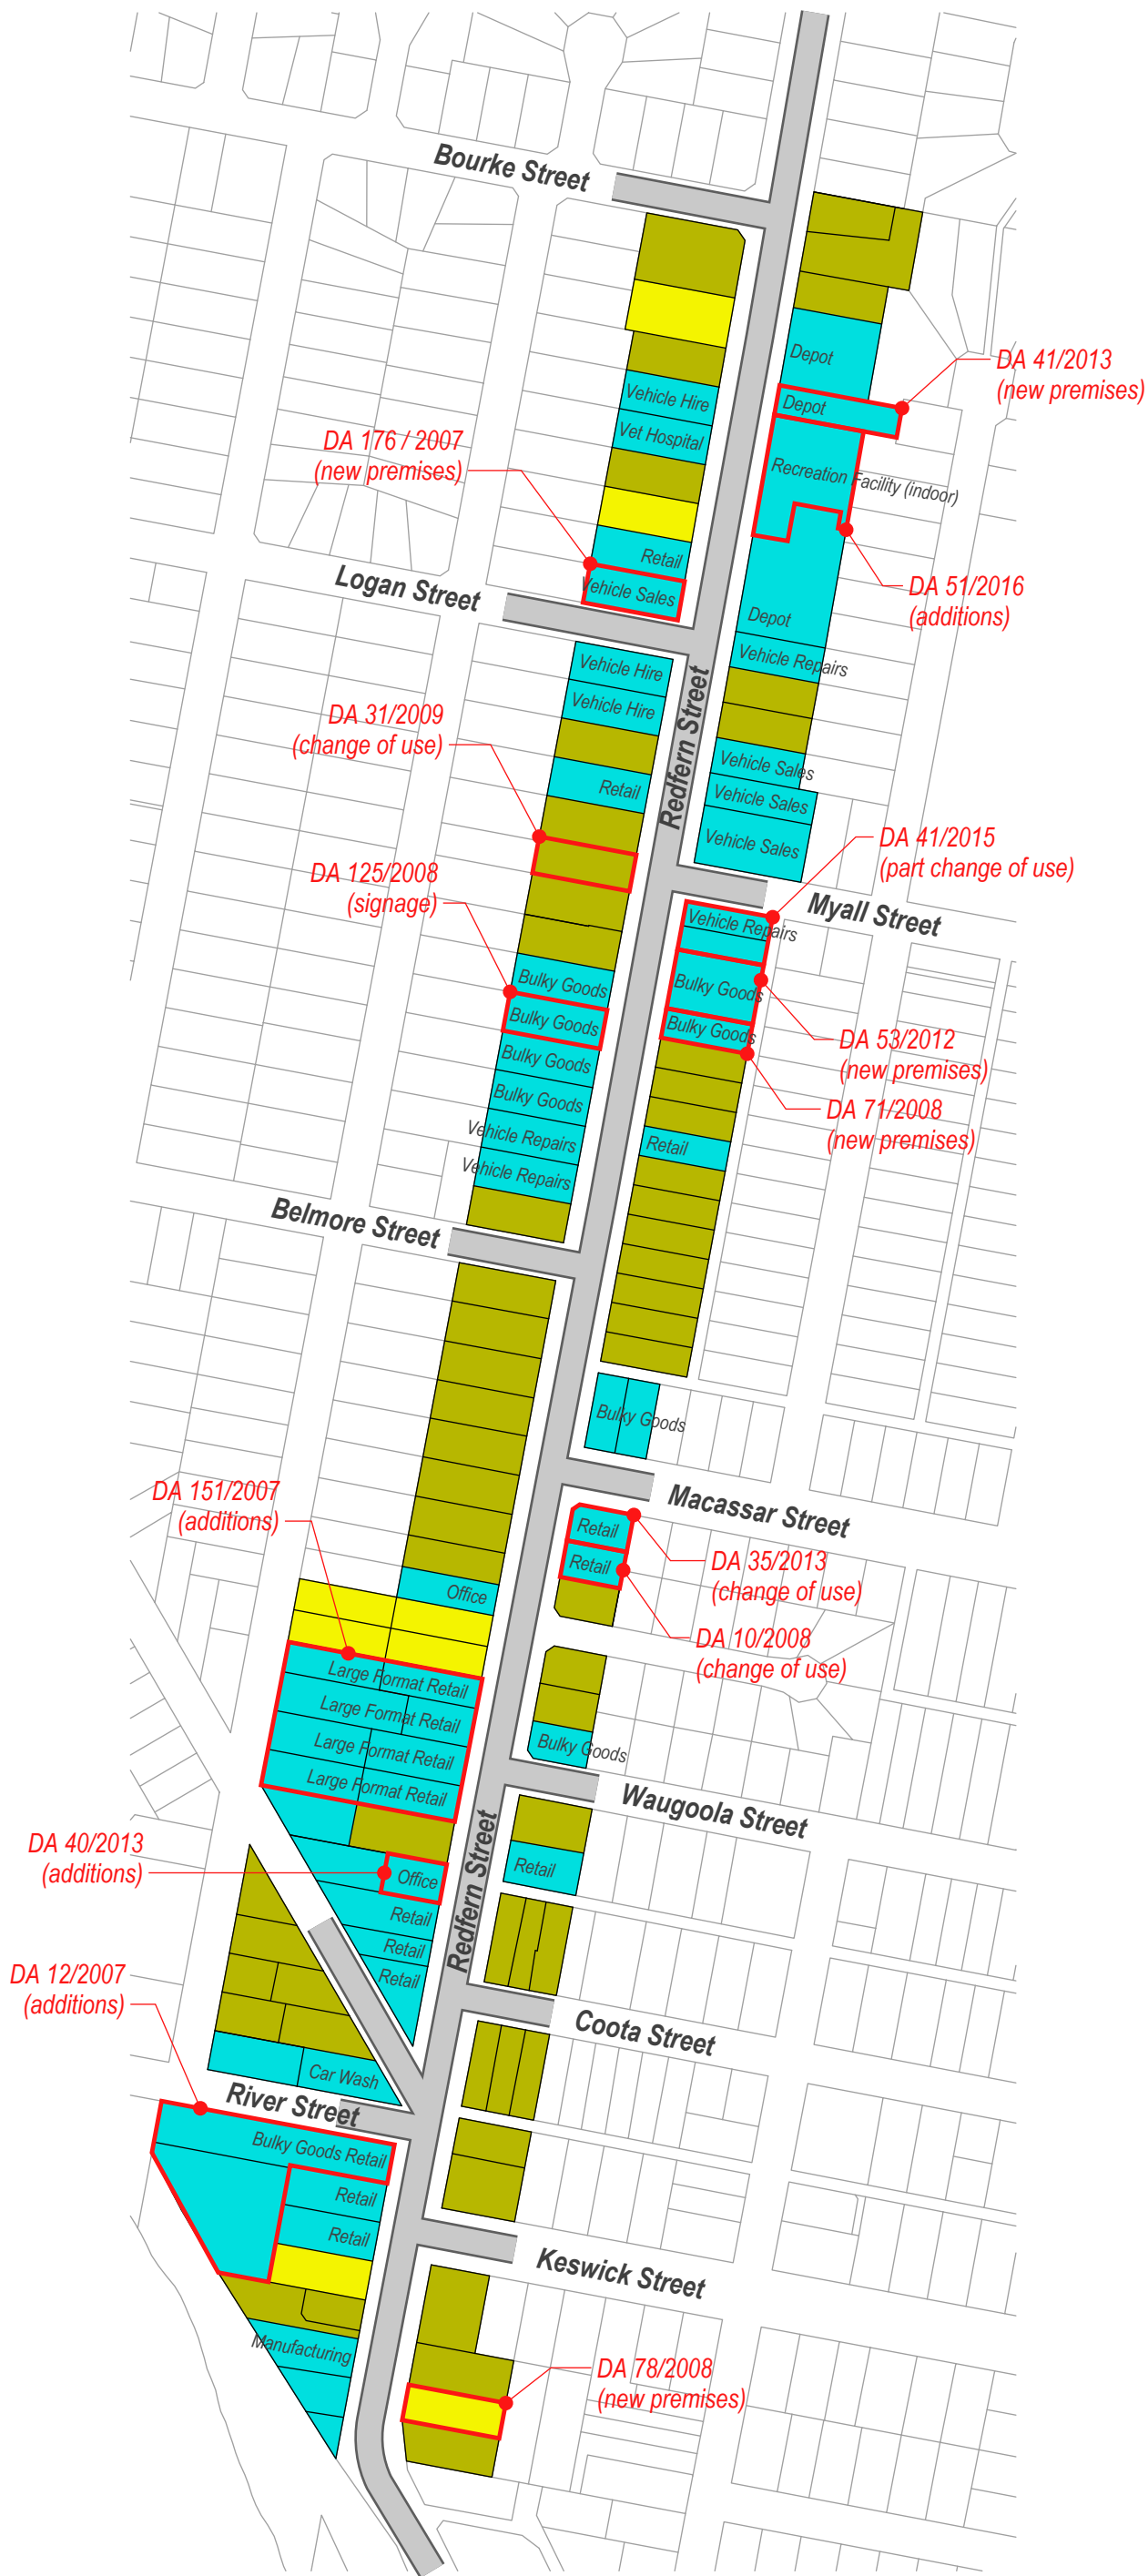 Bourke Street
Depot
DA 41/2013
(new premises)
Depot
Vehicle Hire
Vet Hospital
DA 176 / 2007
(new premises)
Recreation Facility (indoor)
Retail
Vehicle Sales
DA 51/2016
(additions)
Logan Street
Depot
Vehicle Repairs
Vehicle Hire
Vehicle Hire
Redfern Street
DA 31/2009
(change of use)
Retail
Vehicle Sales
Vehicle Sales
Vehicle Sales
DA 41/2015
(part change of use)
DA 125/2008
(signage)
Myall Street
Vehicle Repairs
Bulky Goods
Bulky Goods
Bulky Goods
Bulky Goods
Bulky Goods
Bulky Goods
DA 53/2012
(new premises)
DA 71/2008
(new premises)
Vehicle Repairs
Vehicle Repairs
Retail
Belmore Street
Bulky Goods
DA 151/2007
(additions)
Macassar Street
Retail
Retail
DA 35/2013
(change of use)
Office
DA 10/2008
(change of use)
Large Format Retail
Large Format Retail
Large Format Retail
Large Format Retail
Bulky Goods
Waugoola Street
Redfern Street
DA 40/2013
(additions)
Office
Retail
Retail
Retail
Retail
DA 12/2007
(additions)
Coota Street
Car Wash
River Street
Bulky Goods Retail
Retail
Retail
Keswick Street
Manufacturing
DA 78/2008
(new premises)